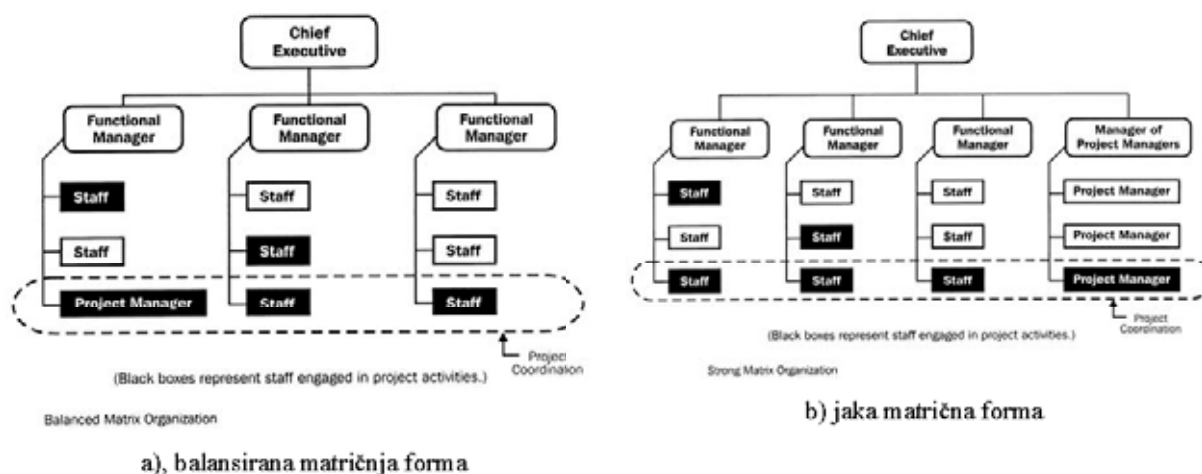 Chief
Executive
Functional
Manager
Functional
Manager
Functional
Manager
Staff
Staff
Staff
Staff
Staff
Staff
Project Manager
Staff
Staff
Project
Coordination
(Black boxes represent staff engaged in project activities.)
Balanced Matrix Organization
a), balansirana matričnja forma
Chief
Executive
Functional
Manager
Functional
Manager
Functional
Manager
Manager of
Project Managers
Staff
Staff
Staff
Project Manager
Staff
Staff
Staff
Project Manager
Staff
Staff
Staff
Project Manager
Project
Coordination
(Black boxes represent staff engaged in project activities.)
Strong Matrix Organization
b) jaka matrična forma